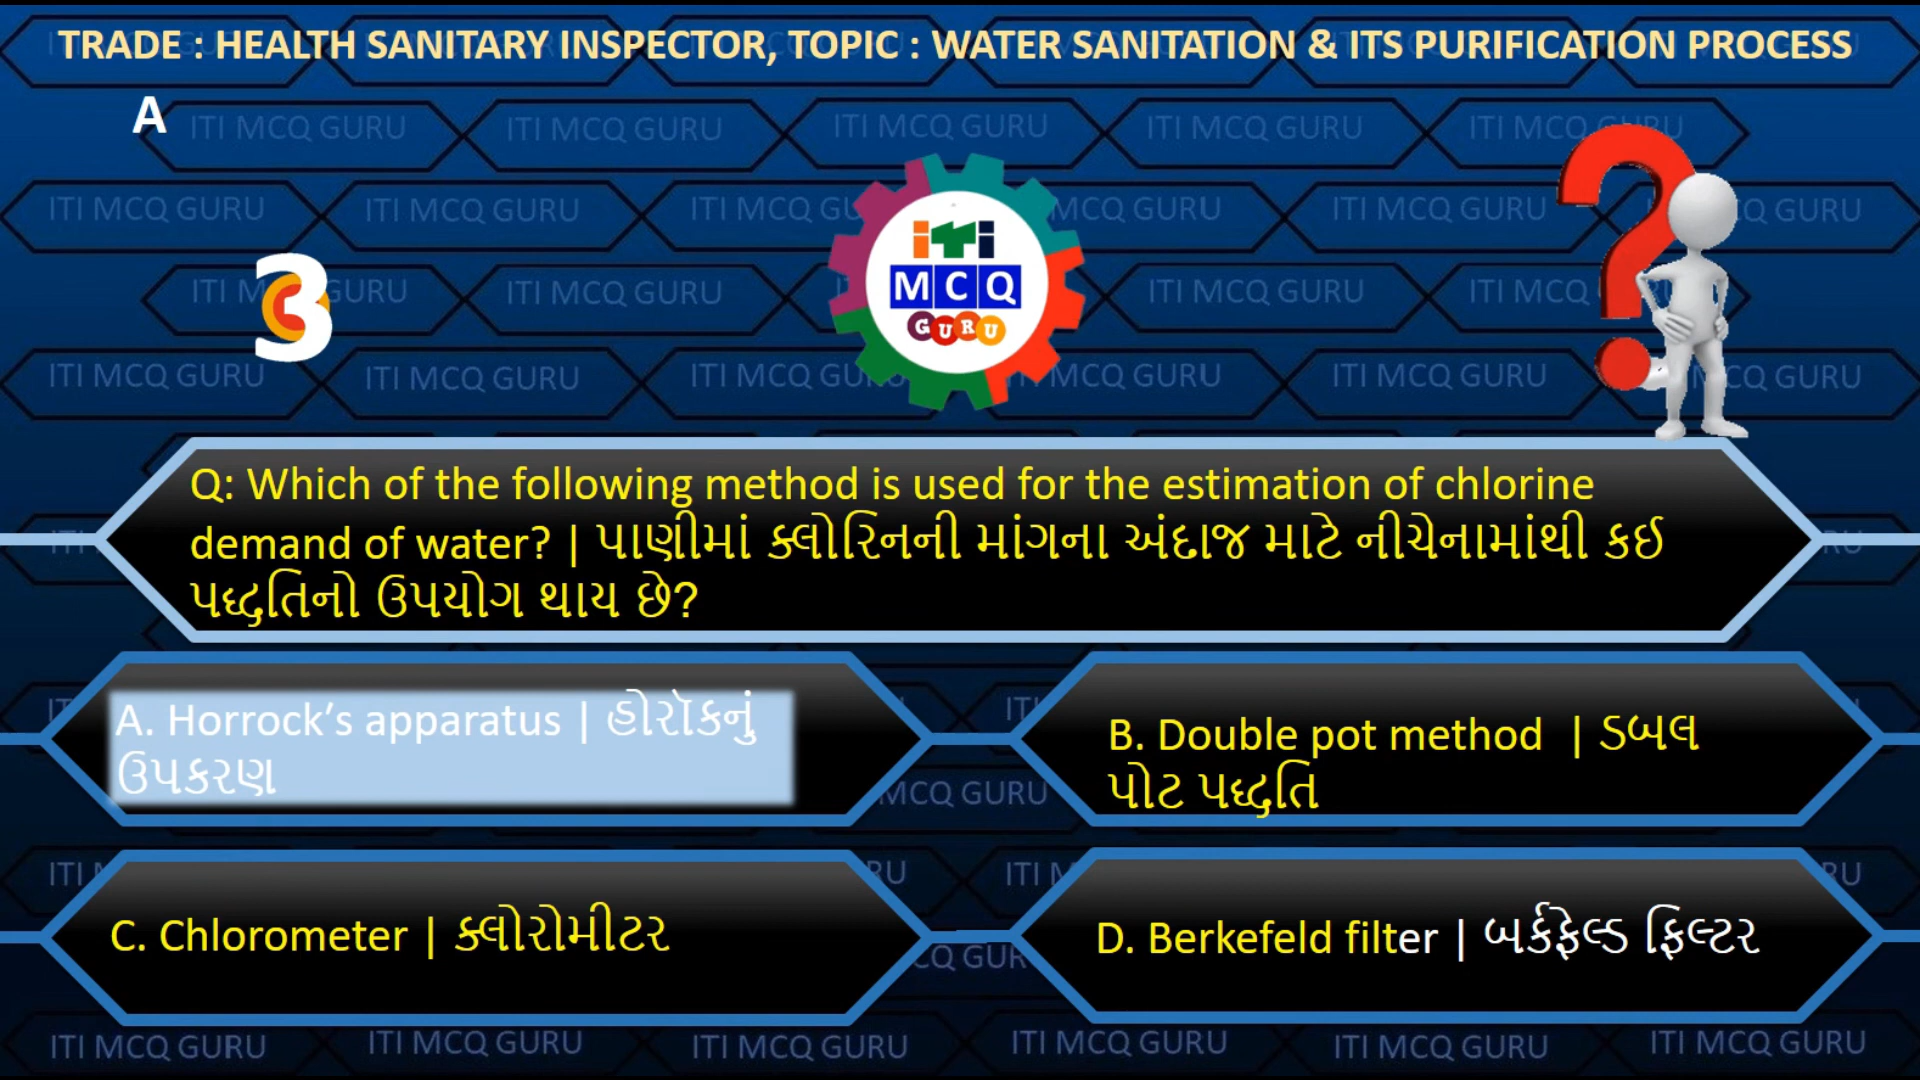 TRADE : HEALTH SANITARY INSPECTOR, TOPIC : WATER SANITATION & ITS PURIFICATION PROCESS
A
3
iTi
MCQ
GURU
Q: Which of the following method is used for the estimation of chlorine
demand of water? | પાણીમાં ક્લોરિનની માંગના અંદાજ માટે નીચેનામાંથી કઈ
પદ્ધતિનો ઉપયોગ થાય છે?
A. Horrock’s apparatus | હોરોકનું
ઉપકરણ
B. Double pot method | ડબલ
પોટ પદ્ધતિ
C. Chlorometer | ક્લોરોમીટર
D. Berkefeld filter | બર્કફેલ્ડ ફિલ્ટર